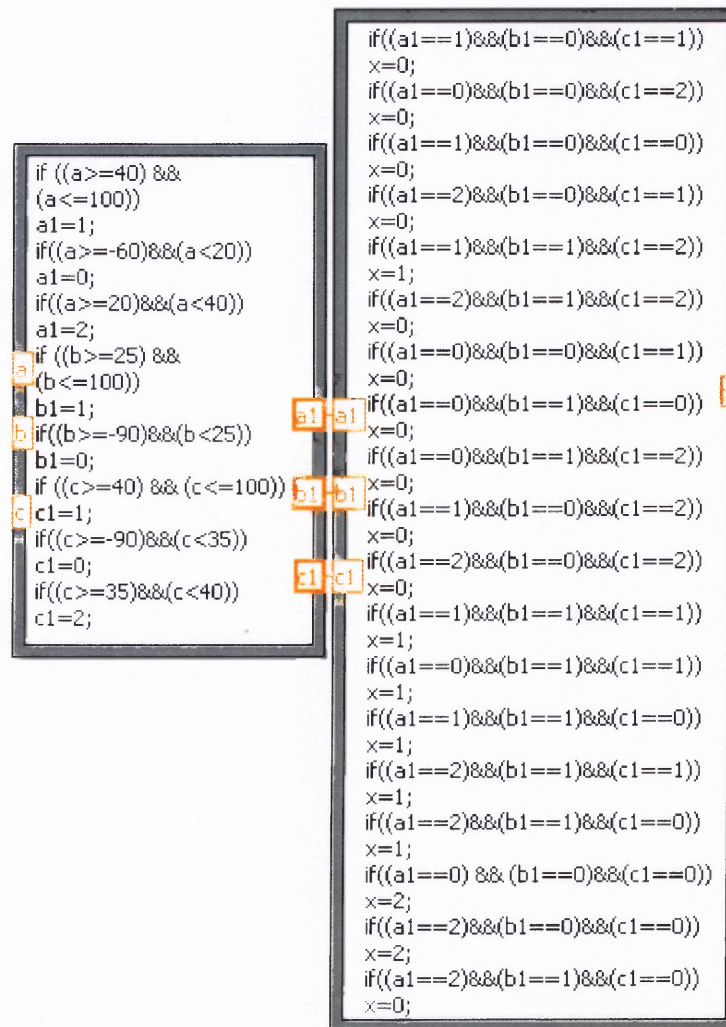 if ((a>=40) &&
(a<=100))
a1=1;
if((a>=-60)&&(a<20))
a1=0;
if((a>=20)&&(a<40))
a1=2;
if ((b>=25) &&
(b<=100))
b1=1;
if((b>=-90)&&(b<25))
b1=0;
if ((c>=40) && (c<=100))
c1=1;
if((c>=-90)&&(c<35))
c1=0;
if((c>=35)&&(c<40))
c1=2;
a
b
c
a1
b1
c1
a1
b1
c1
if((a1==1)&&(b1==0)&&(c1==1))
x=0;
if((a1==0)&&(b1==0)&&(c1==2))
x=0;
if((a1==1)&&(b1==0)&&(c1==0))
x=0;
if((a1==2)&&(b1==0)&&(c1==1))
x=0;
if((a1==1)&&(b1==1)&&(c1==2))
x=1;
if((a1==2)&&(b1==1)&&(c1==2))
x=0;
if((a1==0)&&(b1==0)&&(c1==1))
x=0;
if((a1==0)&&(b1==1)&&(c1==0))
x=0;
if((a1==0)&&(b1==1)&&(c1==2))
x=0;
if((a1==1)&&(b1==0)&&(c1==2))
x=0;
if((a1==2)&&(b1==0)&&(c1==2))
x=0;
if((a1==1)&&(b1==1)&&(c1==1))
x=1;
if((a1==0)&&(b1==1)&&(c1==1))
x=1;
if((a1==1)&&(b1==1)&&(c1==0))
x=1;
if((a1==2)&&(b1==1)&&(c1==1))
x=1;
if((a1==2)&&(b1==1)&&(c1==0))
x=1;
if((a1==0) && (b1==0)&&(c1==0))
x=2;
if((a1==2)&&(b1==0)&&(c1==0))
x=2;
if((a1==2)&&(b1==1)&&(c1==0))
x=0;